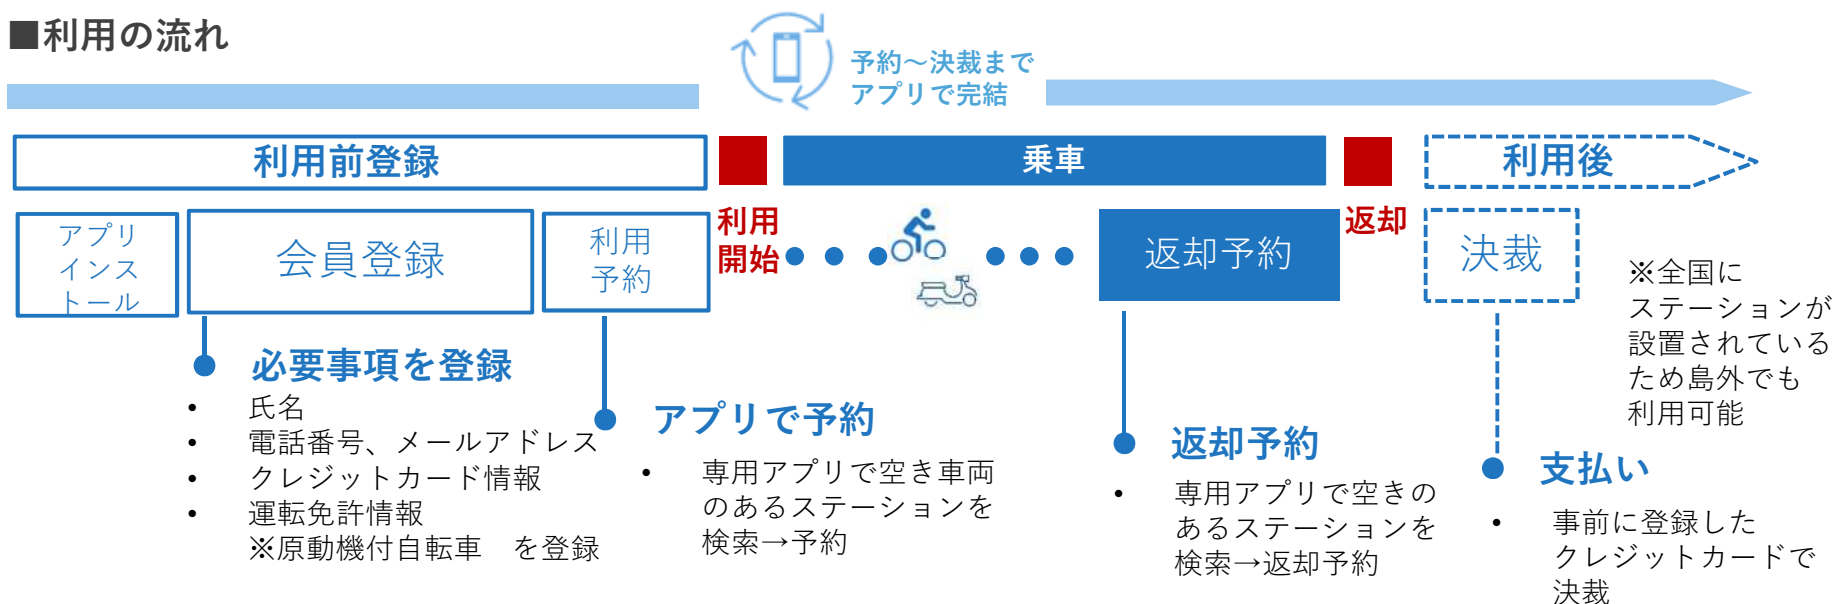 ■利用の流れ
予約～決裁まで
アプリで完結
利用前登録
乗車
利用後
アプリ
インス
トール
会員登録
利用
予約
利用
開始
返却予約
返却
決裁
※全国に
ステーションが
設置されている
ため島外でも
利用可能
必要事項を登録
• 氏名
• 電話番号、メールアドレス
• クレジットカード情報
• 運転免許情報
※原動機付自転車　を登録
アプリで予約
• 専用アプリで空き車両
のあるステーションを
検索→予約
返却予約
• 専用アプリで空きの
あるステーションを
検索→返却予約
支払い
• 事前に登録した
クレジットカードで
決裁